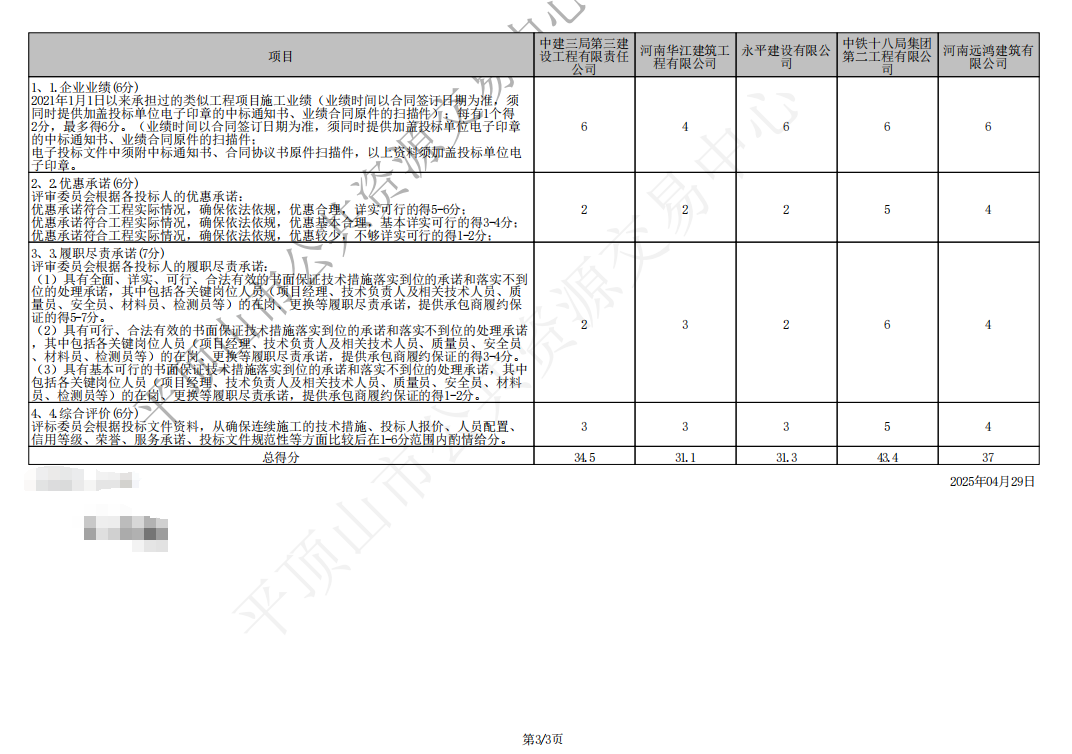 项目
中建三局第三建
设工程有限责任
公司
河南华江建筑工
程有限公司
永平建设有限公
司
中铁十八局集团
第二工程有限公
司
河南远鸿建筑有
限公司
1、1.企业业绩(6分)
2021年1月1日以来承担过的类似工程项目施工业绩（业绩时间以合同签订日期为准，须
同时提供加盖投标单位电子印章的中标通知书、业绩合同原件的扫描件）；每有1个得
2分，最多得6分。（业绩时间以合同签订日期为准，须同时提供加盖投标单位电子印章
的中标通知书、业绩合同原件的扫描件；
电子投标文件中须附中标通知书、合同协议书原件扫描件，以上资料须加盖投标单位电
子印章。
6
4
6
6
6
2、2.优惠承诺(6分)
评审委员会根据各投标人的优惠承诺：
优惠承诺符合工程实际情况，确保依法依规，优惠合理，详实可行的得5-6分；
优惠承诺符合工程实际情况，确保依法依规，优惠基本合理，基本详实可行的得3-4分；
优惠承诺符合工程实际情况，确保依法依规，优惠较少，不够详实可行的得1-2分；
2
2
2
5
4
3、3.履职尽责承诺(7分)
评审委员会根据各投标人的履职尽责承诺：
（1）具有全面、详实、可行、合法有效的书面保证技术措施落实到位的承诺和落实不到
位的处理承诺，其中包括各关键岗位人员（项目经理、技术负责人及相关技术人员、质
量员、安全员、材料员、检测员等）的在岗、更换等履职尽责承诺，提供承包商履约保
证的得5-7分。
（2）具有可行、合法有效的书面保证技术措施落实到位的承诺和落实不到位的处理承诺
，其中包括各关键岗位人员（项目经理、技术负责人及相关技术人员、质量员、安全员
、材料员、检测员等）的在岗、更换等履职尽责承诺，提供承包商履约保证的得3-4分。
（3）具有基本可行的书面保证技术措施落实到位的承诺和落实不到位的处理承诺，其中
包括各关键岗位人员（项目经理、技术负责人及相关技术人员、质量员、安全员、材料
员、检测员等）的在岗、更换等履职尽责承诺，提供承包商履约保证的得1-2分。
2
3
2
6
4
4、4.综合评价(6分)
评标委员会根据投标文件资料，从确保连续施工的技术措施、投标人报价、人员配置、
信用等级、荣誉、服务承诺、投标文件规范性等方面比较后在1-6分范围内酌情给分。
3
3
3
5
4
总得分
34.5
31.1
31.3
43.4
37
2025年04月29日
平顶山市公共资源交易中心
平顶山市公共资源交易中心
第3/3页